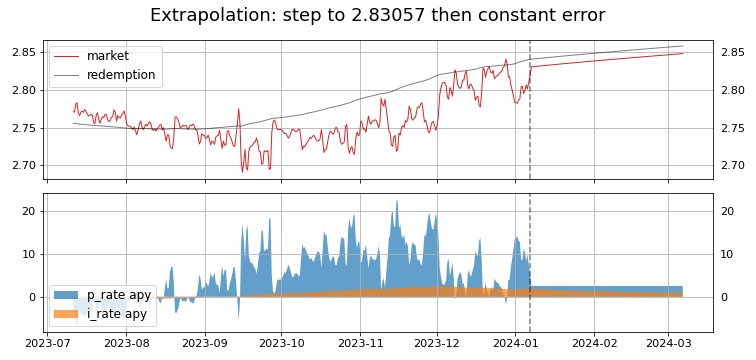 Extrapolation: step to 2.83057 then constant error
2.85 2.85
market
redemption
2.80 2.80
2.75 2.75
2.70 2.70
20 20
10 10
p_rate apy
0 0
i_rate apy
2023-07 2023-08 2023-09 2023-10 2023-11 2023-12 2024-01 2024-02 2024-03